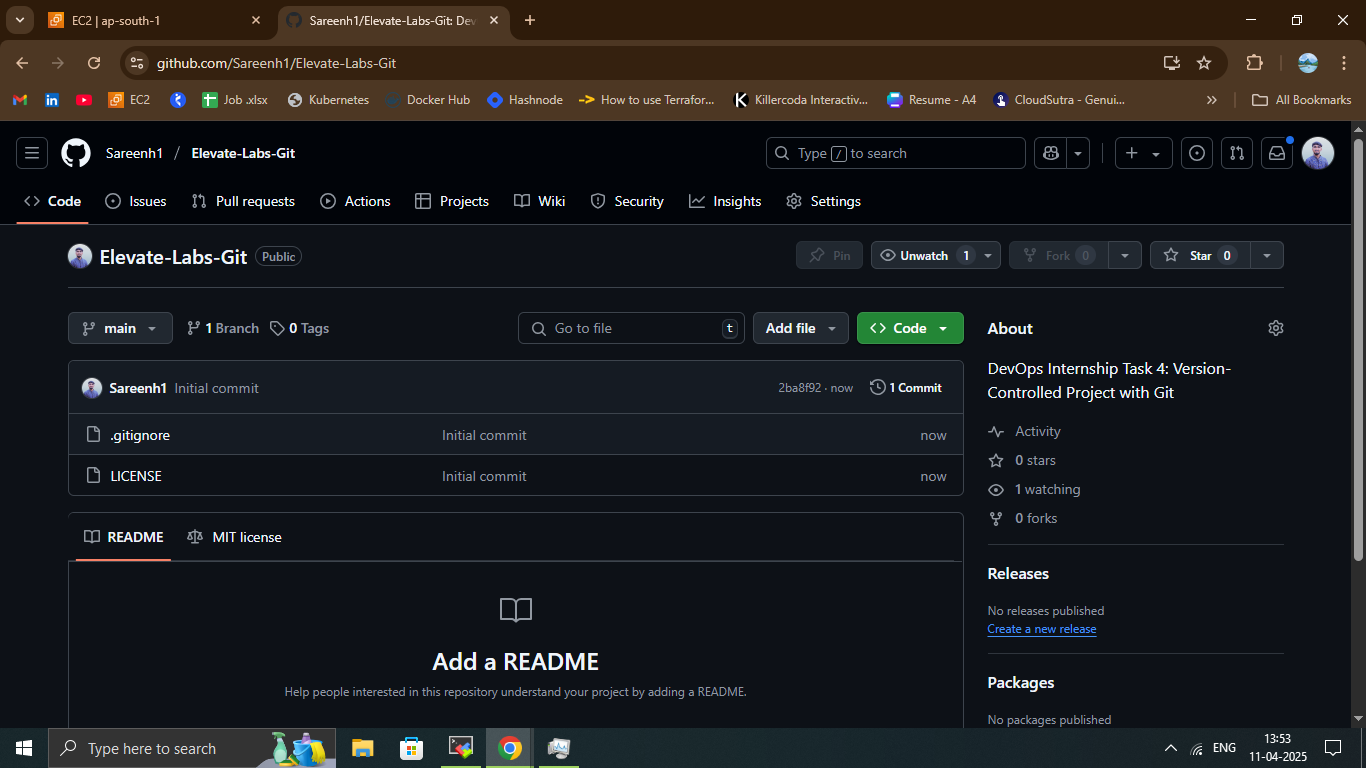 EC2 | ap-south-1
Sareenh1/Elevate-Labs-Git: Dev
github.com/Sareenh1/Elevate-Labs-Git
EC2
Job .xlsx
Kubernetes
Docker Hub
Hashnode
How to use Terrafor...
Killercoda Interactiv...
Resume - A4
CloudSutra - Genui...
»
All Bookmarks
Sareenh1 / Elevate-Labs-Git
Type / to search
Code Issues Pull requests Actions Projects Wiki Security Insights Settings
Elevate-Labs-Git Public
Pin
Unwatch 1
Fork 0
Star 0
main
1 Branch
0 Tags
Go to file t
Add file
Code
Sareenh1 Initial commit 2ba8f92 · now 1 Commit
.gitignore Initial commit now
LICENSE Initial commit now
README MIT license
Add a README
Help people interested in this repository understand your project by adding a README.
About
DevOps Internship Task 4: Version-
Controlled Project with Git
Activity
0 stars
1 watching
0 forks
Releases
No releases published
Create a new release
Packages
No packages published
Type here to search
ENG
13:53
11-04-2025